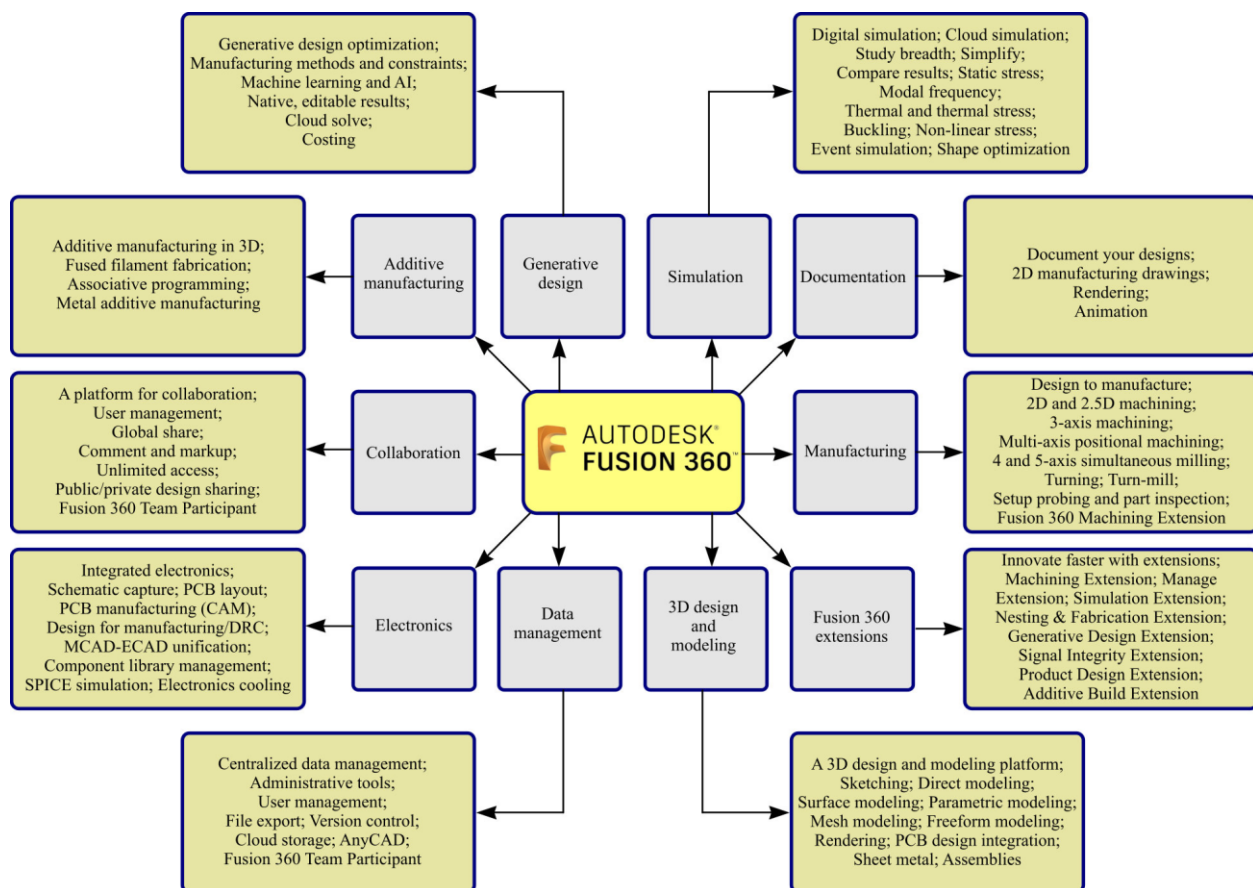 Generative design optimization;
Manufacturing methods and constraints;
Machine learning and AI;
Native, editable results;
Cloud solve;
Costing
Digital simulation; Cloud simulation;
Study breadth; Simplify;
Compare results; Static stress;
Modal frequency;
Thermal and thermal stress;
Buckling; Non-linear stress;
Event simulation; Shape optimization
Additive manufacturing in 3D;
Fused filament fabrication;
Associative programming;
Metal additive manufacturing
Additive
manufacturing
Generative
design
Simulation
Documentation
Document your designs;
2D manufacturing drawings;
Rendering;
Animation
A platform for collaboration;
User management;
Global share;
Comment and markup;
Unlimited access;
Public/private design sharing;
Fusion 360 Team Participant
Collaboration
AUTODESK®
FUSION 360™
Manufacturing
Design to manufacture;
2D and 2.5D machining;
3-axis machining;
Multi-axis positional machining;
4 and 5-axis simultaneous milling;
Turning; Turn-mill;
Setup probing and part inspection;
Fusion 360 Machining Extension
Integrated electronics;
Schematic capture; PCB layout;
PCB manufacturing (CAM);
Design for manufacturing/DRC;
MCAD-ECAD unification;
Component library management;
SPICE simulation; Electronics cooling
Electronics
Data
management
3D design
and
modeling
Fusion 360
extensions
Innovate faster with extensions;
Machining Extension; Manage
Extension; Simulation Extension;
Nesting & Fabrication Extension;
Generative Design Extension;
Signal Integrity Extension;
Product Design Extension;
Additive Build Extension
Centralized data management;
Administrative tools;
User management;
File export; Version control;
Cloud storage; AnyCAD;
Fusion 360 Team Participant
A 3D design and modeling platform;
Sketching; Direct modeling;
Surface modeling; Parametric modeling;
Mesh modeling; Freeform modeling;
Rendering; PCB design integration;
Sheet metal; Assemblies